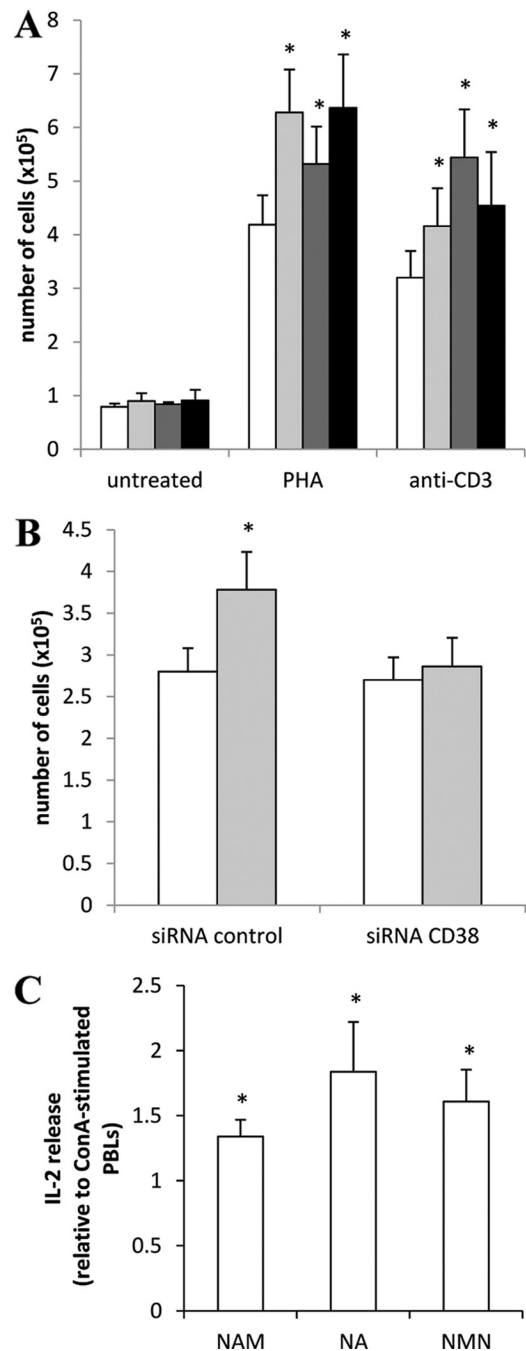 A
number of cells (x10⁵)
8
7
6
5
4
3
2
1
0
* * *
* * *
untreated PHA anti-CD3
B
number of cells (x10⁵)
4.5
4
3.5
3
2.5
2
1.5
1
0.5
0
*
siRNA control siRNA CD38
C
IL-2 release
(relative to ConA-stimulated
PBLs)
2.5
2
1.5
1
0.5
0
* * *
NAM NA NMN